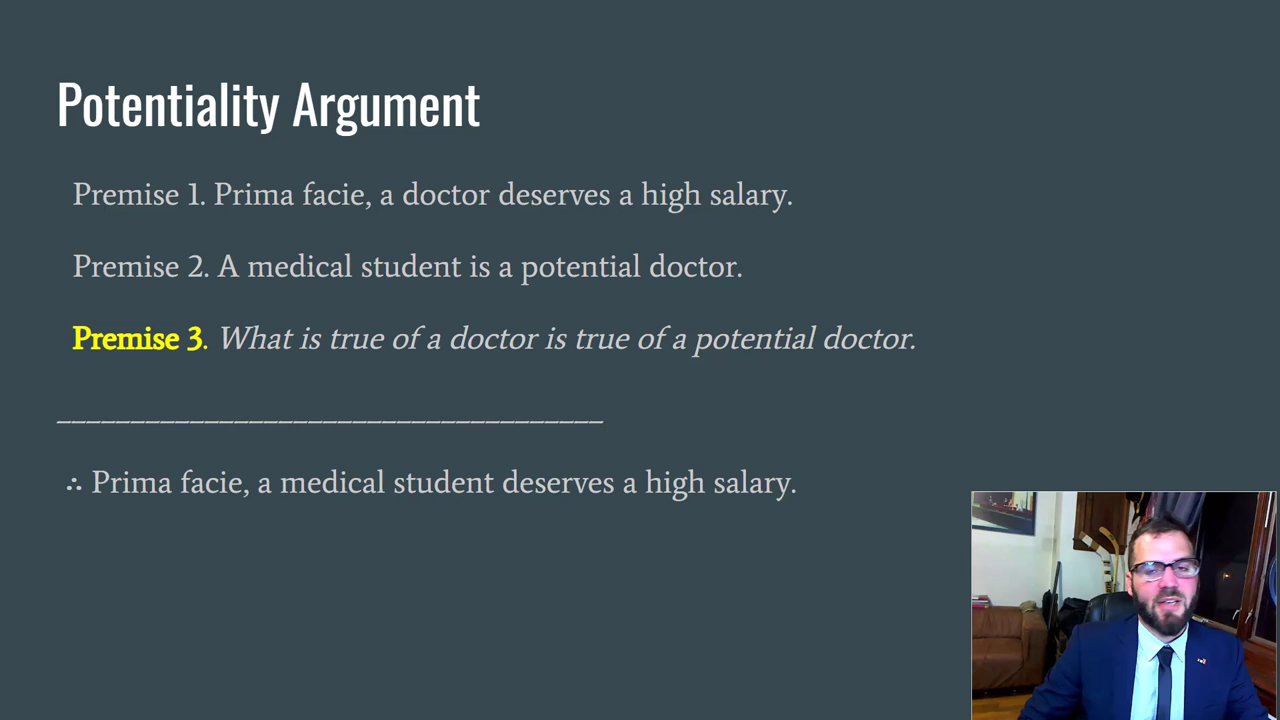 Potentiality Argument
Premise 1. Prima facie, a doctor deserves a high salary.
Premise 2. A medical student is a potential doctor.
Premise 3. What is true of a doctor is true of a potential doctor.
∴ Prima facie, a medical student deserves a high salary.